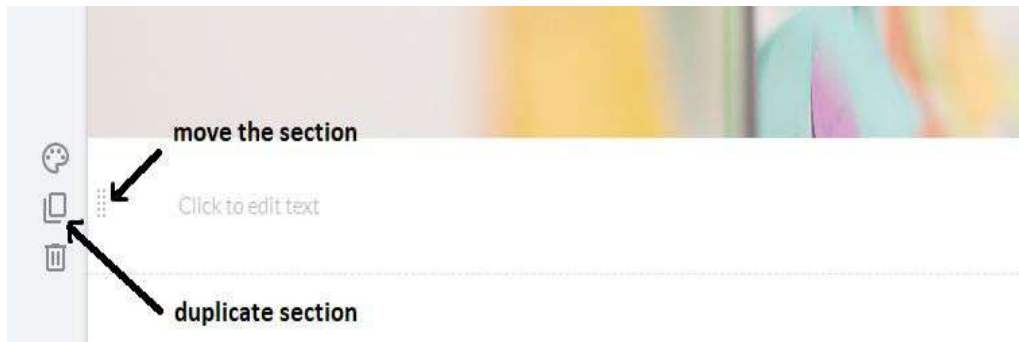 move the section
Click to edit text
duplicate section